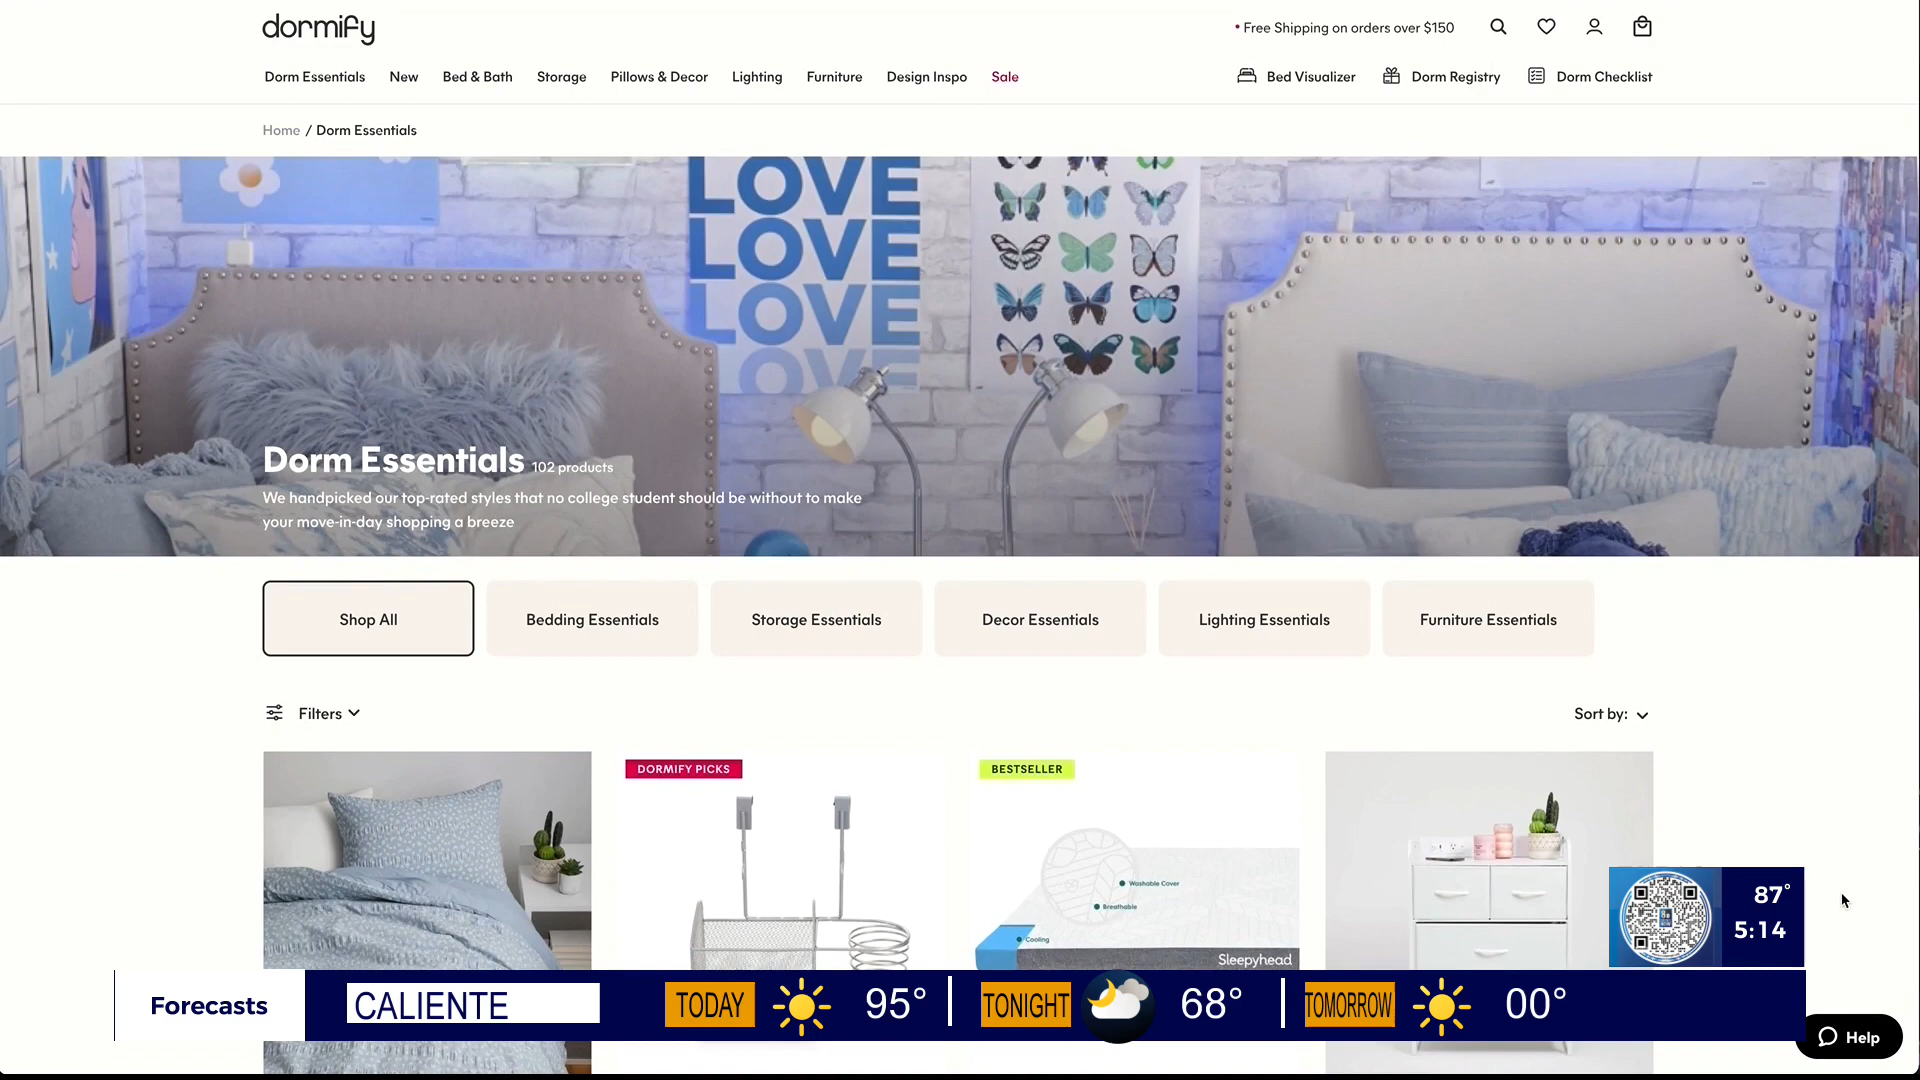 dormify
• Free Shipping on orders over $150
Dorm Essentials New Bed & Bath Storage Pillows & Decor Lighting Furniture Design Inspo Sale
Bed Visualizer Dorm Registry Dorm Checklist
Home / Dorm Essentials
LOVE
LOVE
LOVE
LOVE
Dorm Essentials 102 products
We handpicked our top-rated styles that no college student should be without to make
your move-in-day shopping a breeze
Shop All
Bedding Essentials
Storage Essentials
Decor Essentials
Lighting Essentials
Furniture Essentials
Filters
Sort by:
DORMIFY PICKS
BESTSELLER
Washable Cover
Breathable
Cooling
Sleepyhead
87°
5:14
Forecasts CALIENTE TODAY 95° TONIGHT 68° TOMORROW 00°
Help